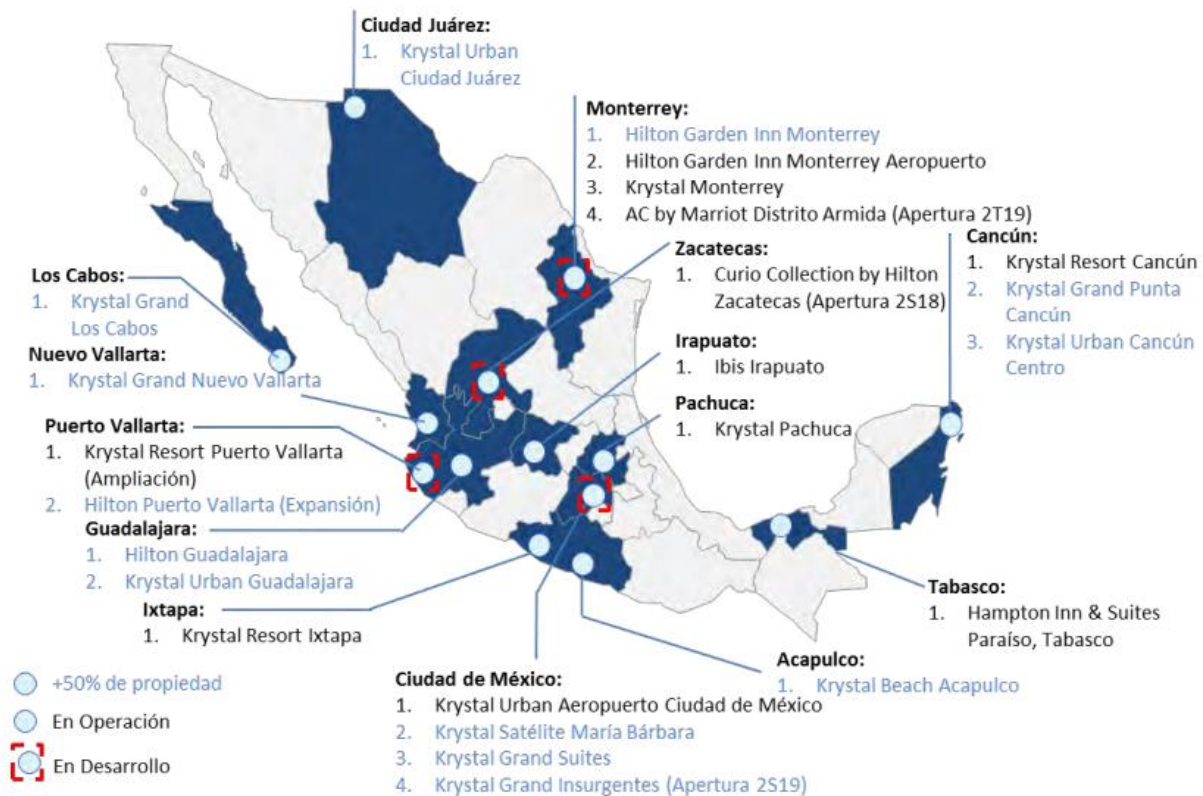 Ciudad Juárez:
1. Krystal Urban
Ciudad Juárez
Monterrey:
1. Hilton Garden Inn Monterrey
2. Hilton Garden Inn Monterrey Aeropuerto
3. Krystal Monterrey
4. AC by Marriot Distrito Armida (Apertura 2T19)
Zacatecas:
1. Curio Collection by Hilton
Zacatecas (Apertura 2S18)
Cancún:
1. Krystal Resort Cancún
2. Krystal Grand Punta
Cancún
3. Krystal Urban Cancún
Centro
Los Cabos:
1. Krystal Grand
Los Cabos
Nuevo Vallarta:
1. Krystal Grand Nuevo Vallarta
Irapuato:
1. Ibis Irapuato
Pachuca:
1. Krystal Pachuca
Puerto Vallarta:
1. Krystal Resort Puerto Vallarta
(Ampliación)
2. Hilton Puerto Vallarta (Expansión)
Guadalajara:
1. Hilton Guadalajara
2. Krystal Urban Guadalajara
Ixtapa:
1. Krystal Resort Ixtapa
Tabasco:
1. Hampton Inn & Suites
Paraíso, Tabasco
Acapulco:
1. Krystal Beach Acapulco
Ciudad de México:
1. Krystal Urban Aeropuerto Ciudad de México
2. Krystal Satélite María Bárbara
3. Krystal Grand Suites
4. Krystal Grand Insurgentes (Apertura 2S19)
+50% de propiedad
En Operación
En Desarrollo